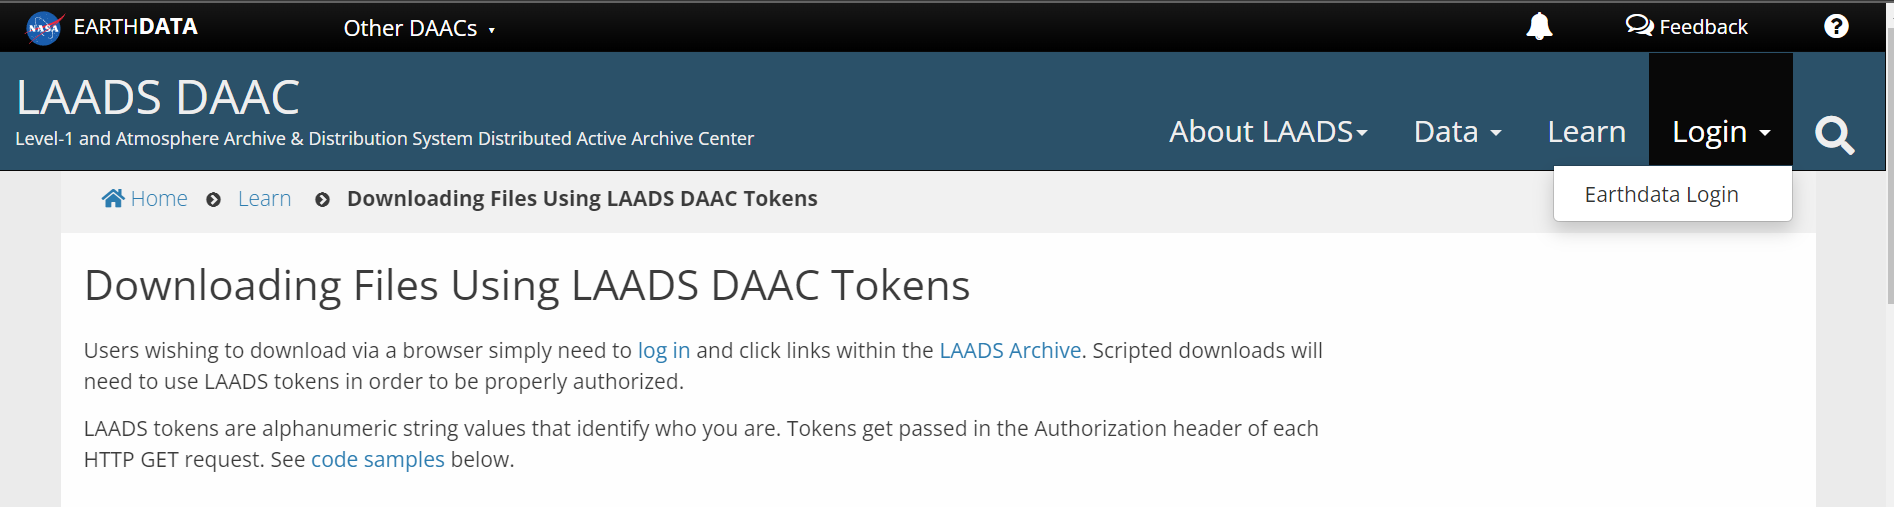 NASA EARTHDATA Other DAACs Feedback ?
LAADS DAAC
Level-1 and Atmosphere Archive & Distribution System Distributed Active Archive Center
About LAADS Data Learn Login
Earthdata Login
Home Learn Downloading Files Using LAADS DAAC Tokens
Downloading Files Using LAADS DAAC Tokens
Users wishing to download via a browser simply need to log in and click links within the LAADS Archive. Scripted downloads will
need to use LAADS tokens in order to be properly authorized.
LAADS tokens are alphanumeric string values that identify who you are. Tokens get passed in the Authorization header of each
HTTP GET request. See code samples below.